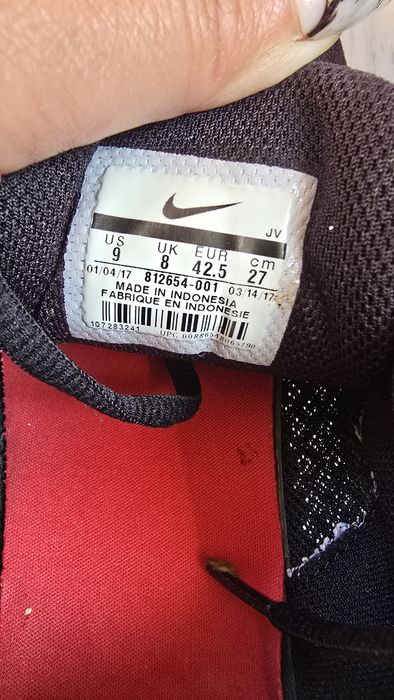 JV
US UK EUR cm
9 8 42.5 27
01/04/17 812654-001 03/14/17
MADE IN INDONESIA
FABRIQUE EN INDONESIE
107283241
UPC